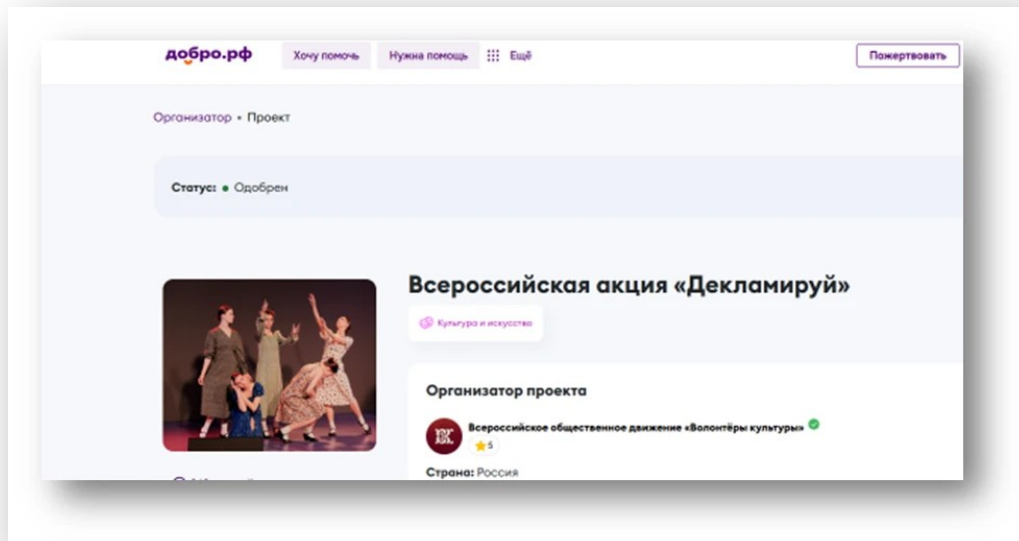 добро.рф Хочу помочь Нужна помощь Ещё Пожертвовать
Организатор • Проект
Статус: • Одобрен
Всероссийская акция «Декламируй»
Культура и искусство
Организатор проекта
Всероссийское общественное движение «Волонтёры культуры»
5
Страна: Россия